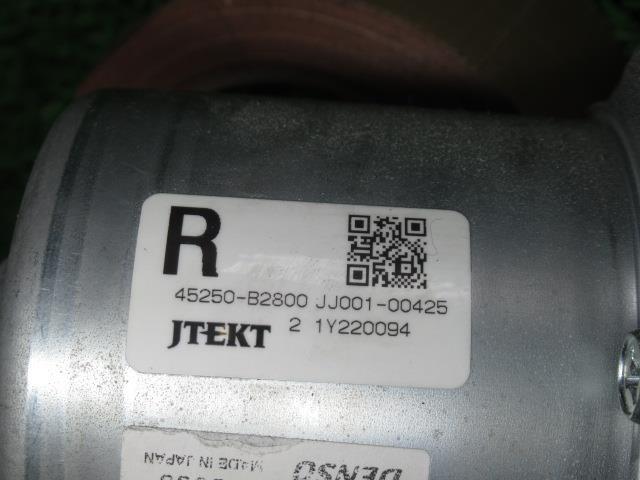 R
45250-B2800 JJ001-00425
JTEKT 2 1Y220094
DENSO
MADE IN JAPAN